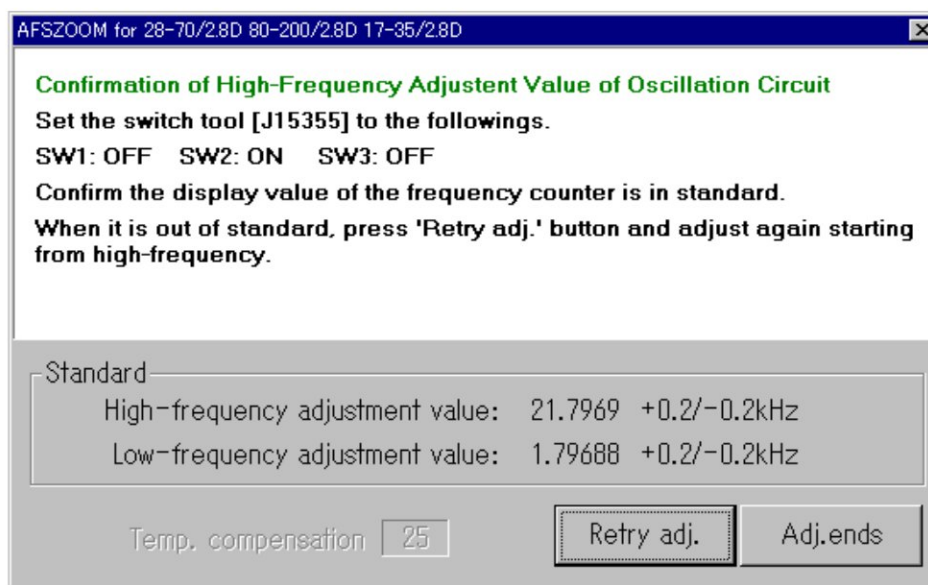 AFSZOOM for 28-70/2.8D 80-200/2.8D 17-35/2.8D
Confirmation of High-Frequency Adjustent Value of Oscillation Circuit
Set the switch tool [J15355] to the followings.
SW1: OFF SW2: ON SW3: OFF
Confirm the display value of the frequency counter is in standard.
When it is out of standard, press 'Retry adj.' button and adjust again starting
from high-frequency.
Standard
High-frequency adjustment value: 21.7969 +0.2/-0.2kHz
Low-frequency adjustment value: 1.79688 +0.2/-0.2kHz
Temp. compensation 25 Retry adj. Adj.ends